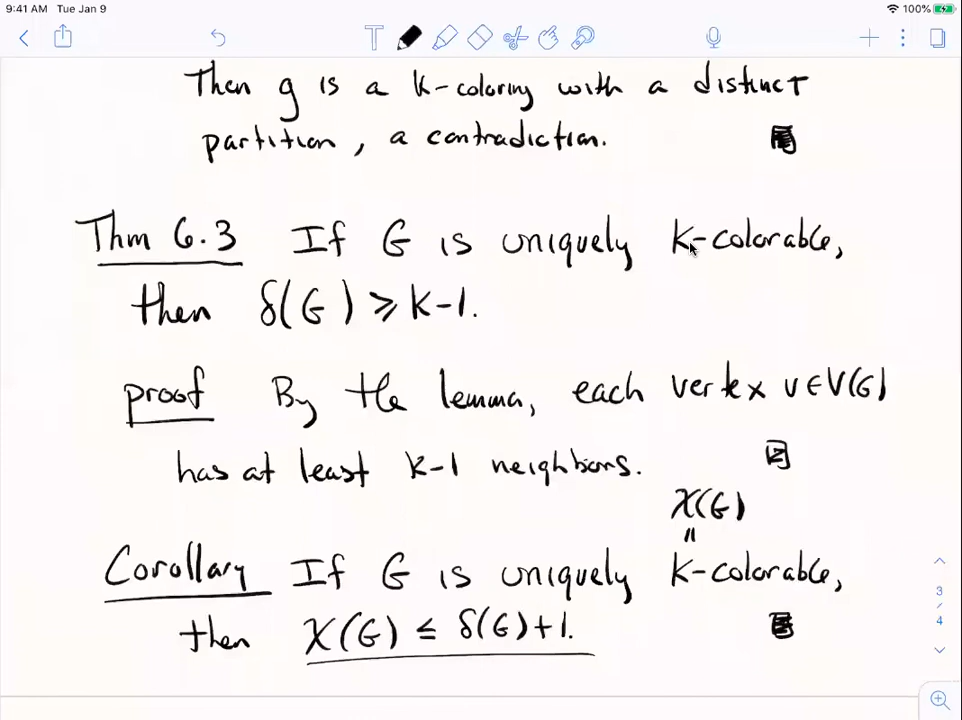 9:41 AM Tue Jan 9
100%
T
Then g is a k-coloring with a distinct
partition, a contradiction.
Thm 6.3 If G is uniquely k-colorable,
then δ(G) ≥ k-1.
proof By the lemma, each vertex v∈V(G)
has at least k-1 neighbors.
χ(G)
"
Corollary If G is uniquely k-colorable,
then χ(G) ≤ δ(G)+1.
3
/
4